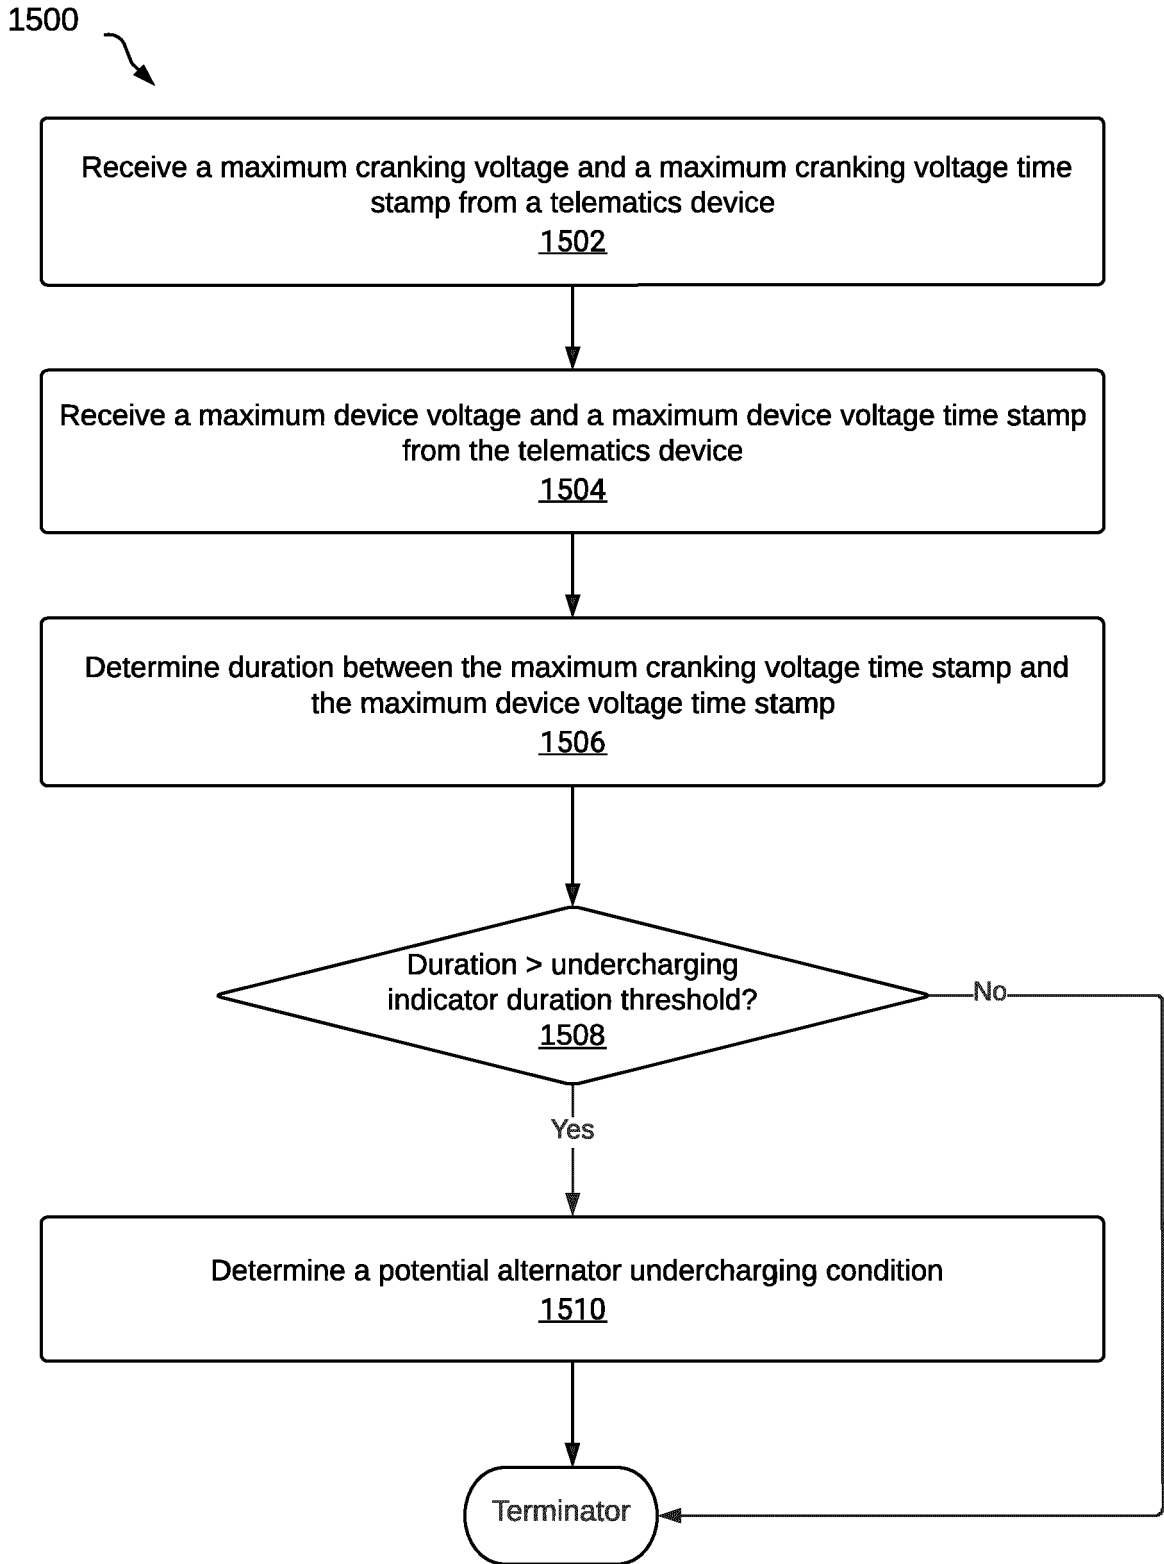 1500
Receive a maximum cranking voltage and a maximum cranking voltage time
stamp from a telematics device
1502
Receive a maximum device voltage and a maximum device voltage time stamp
from the telematics device
1504
Determine duration between the maximum cranking voltage time stamp and
the maximum device voltage time stamp
1506
Duration > undercharging
indicator duration threshold?
1508
No
Yes
Determine a potential alternator undercharging condition
1510
Terminator